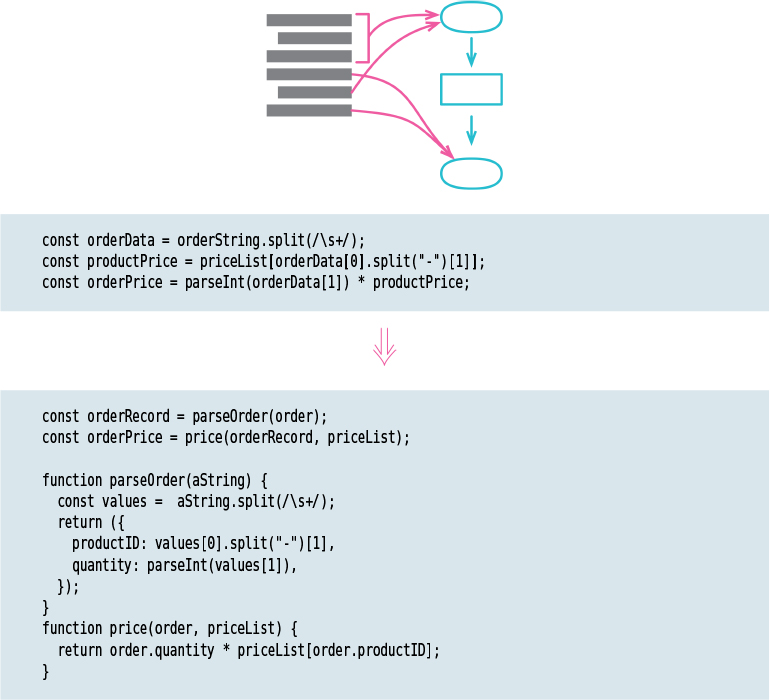 const orderData = orderString.split(/\s+/);
const productPrice = priceList[orderData[0].split("-")[1]];
const orderPrice = parseInt(orderData[1]) * productPrice;
const orderRecord = parseOrder(order);
const orderPrice = price(orderRecord, priceList);
function parseOrder(aString) {
  const values =  aString.split(/\s+/);
  return ({
    productID: values[0].split("-")[1],
    quantity: parseInt(values[1]),
  });
}
function price(order, priceList) {
  return order.quantity * priceList[order.productID];
}